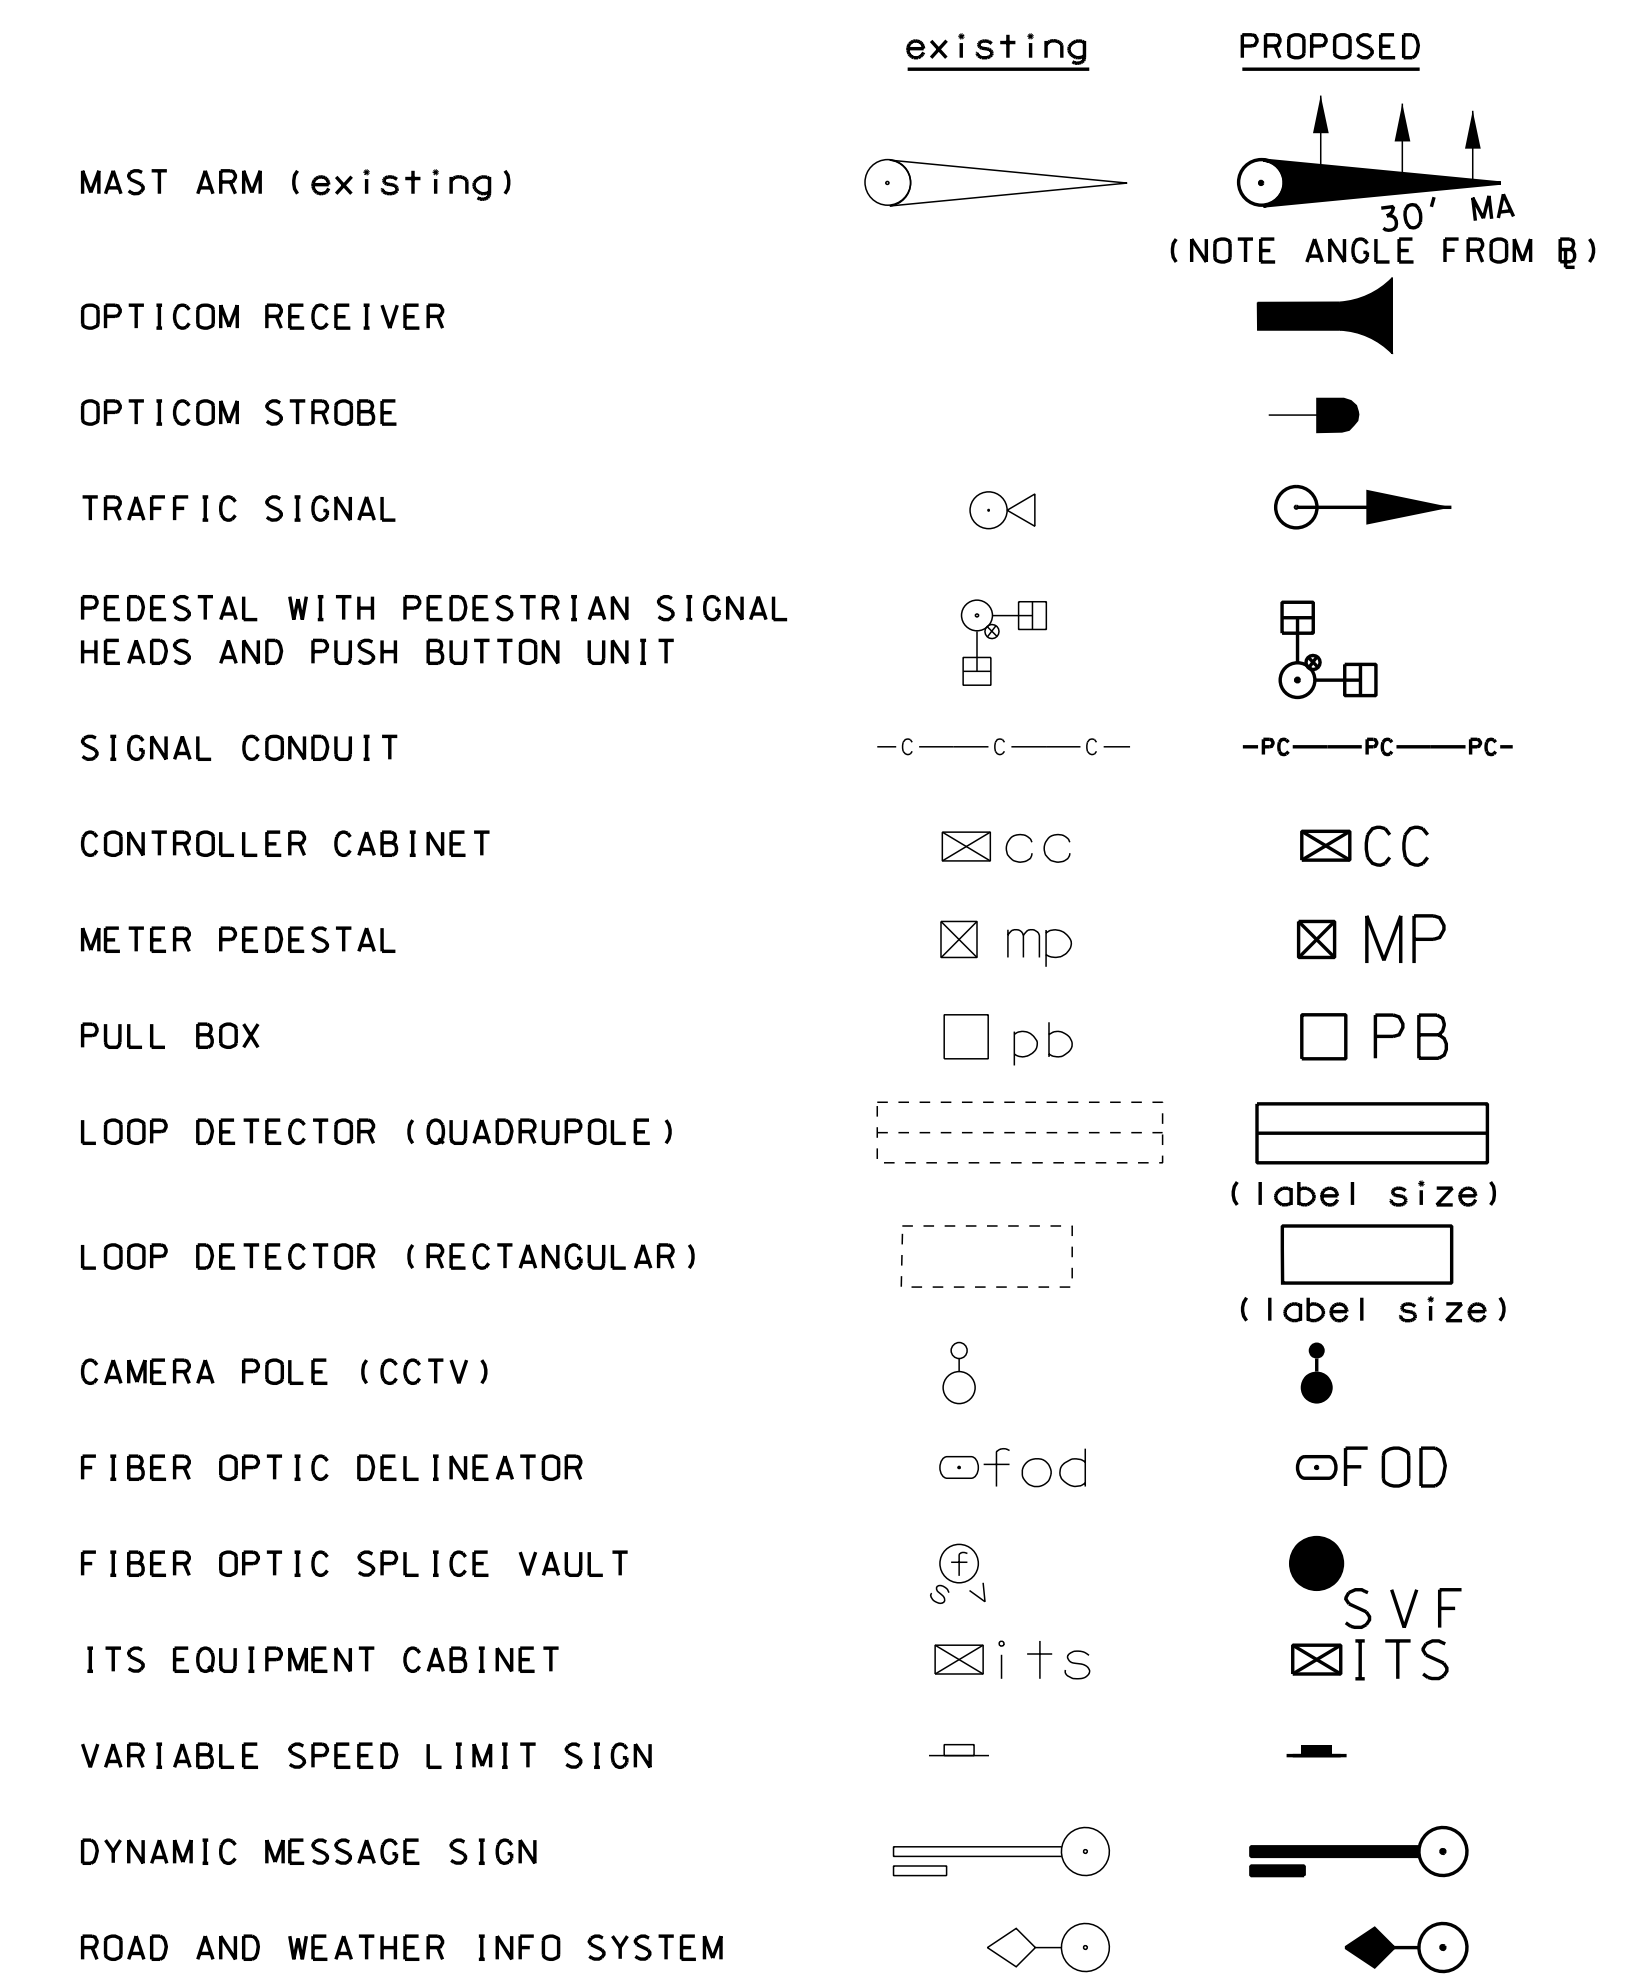 existing PROPOSED
MAST ARM (existing)
30' MA
(NOTE ANGLE FROM ⅊)
OPTICOM RECEIVER
OPTICOM STROBE
TRAFFIC SIGNAL
PEDESTAL WITH PEDESTRIAN SIGNAL
HEADS AND PUSH BUTTON UNIT
SIGNAL CONDUIT C C C PC PC PC
CONTROLLER CABINET cc CC
METER PEDESTAL mp MP
PULL BOX pb PB
LOOP DETECTOR (QUADRUPOLE)
(label size)
LOOP DETECTOR (RECTANGULAR)
(label size)
CAMERA POLE (CCTV)
FIBER OPTIC DELINEATOR fod FOD
FIBER OPTIC SPLICE VAULT f
s v SVF
ITS EQUIPMENT CABINET its ITS
VARIABLE SPEED LIMIT SIGN
DYNAMIC MESSAGE SIGN
ROAD AND WEATHER INFO SYSTEM